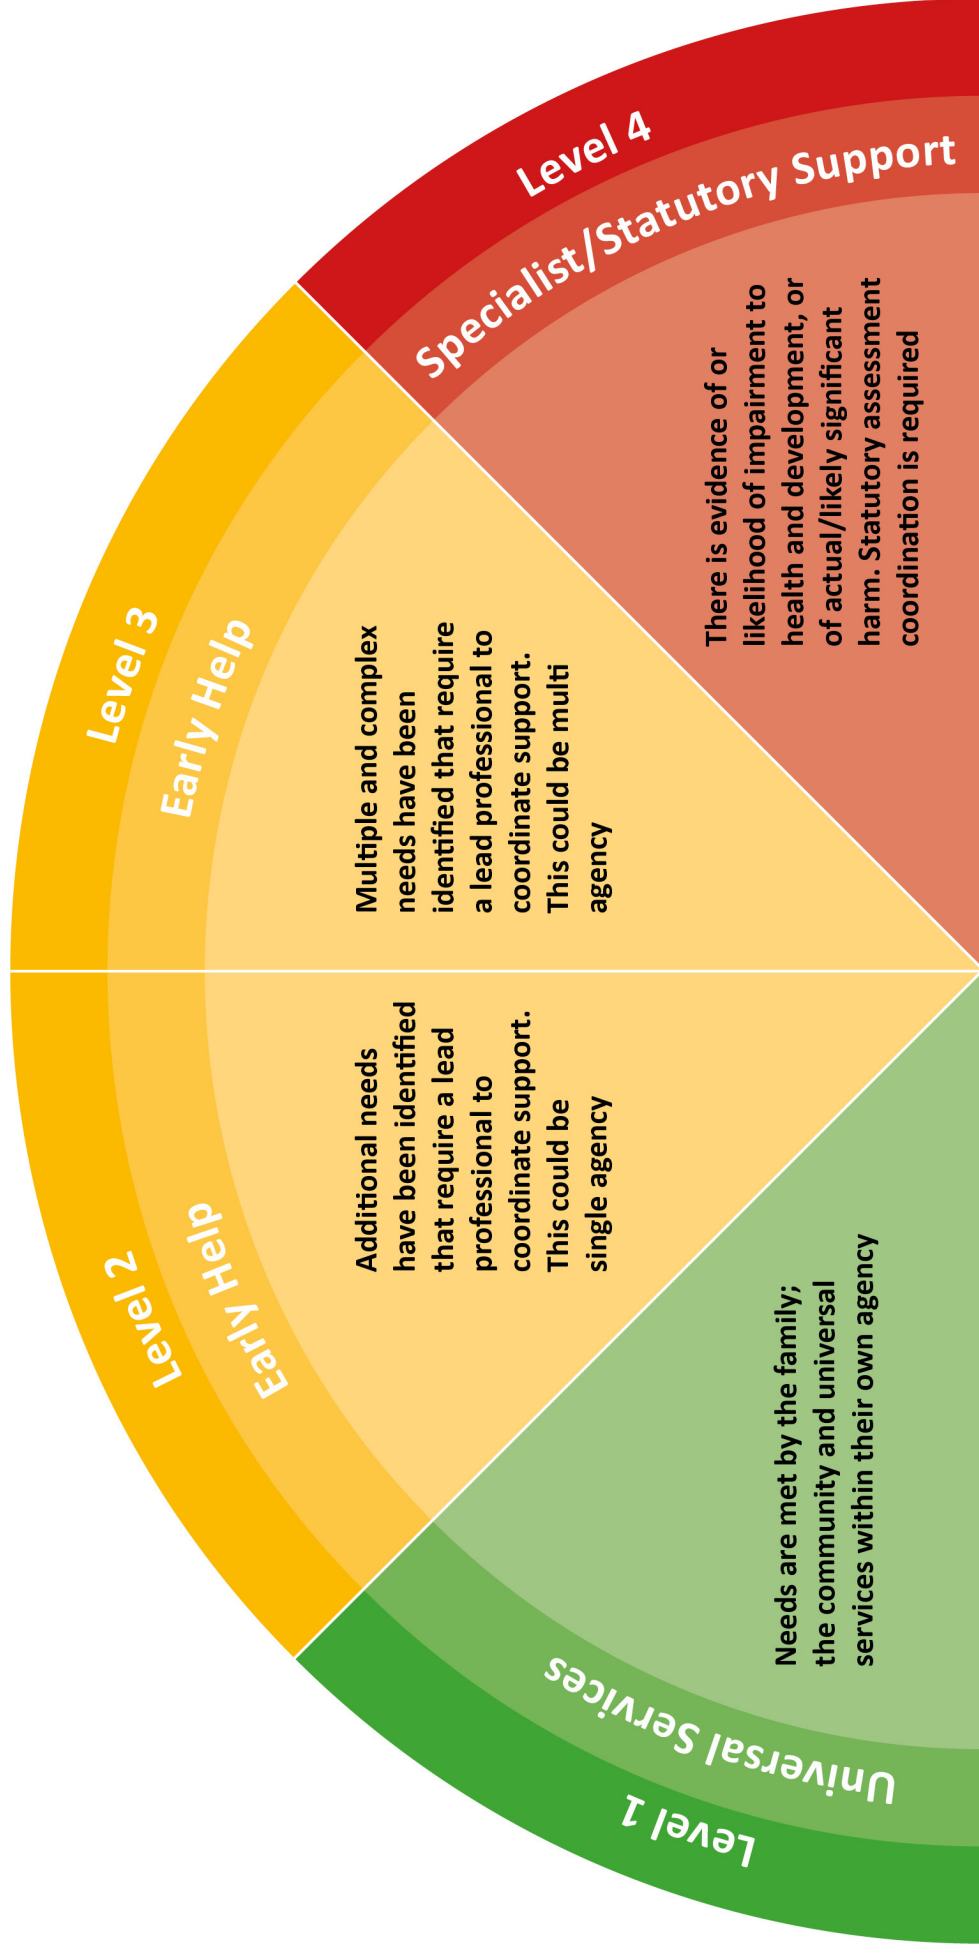 Level 1
Universal Services
Needs are met by the family;
the community and universal
services within their own agency
Level 2
Early Help
Additional needs
have been identified
that require a lead
professional to
coordinate support.
This could be
single agency
Level 3
Early Help
Multiple and complex
needs have been
identified that require
a lead professional to
coordinate support.
This could be multi
agency
Level 4
Specialist/Statutory Support
There is evidence of or
likelihood of impairment to
health and development, or
of actual/likely significant
harm. Statutory assessment
coordination is required